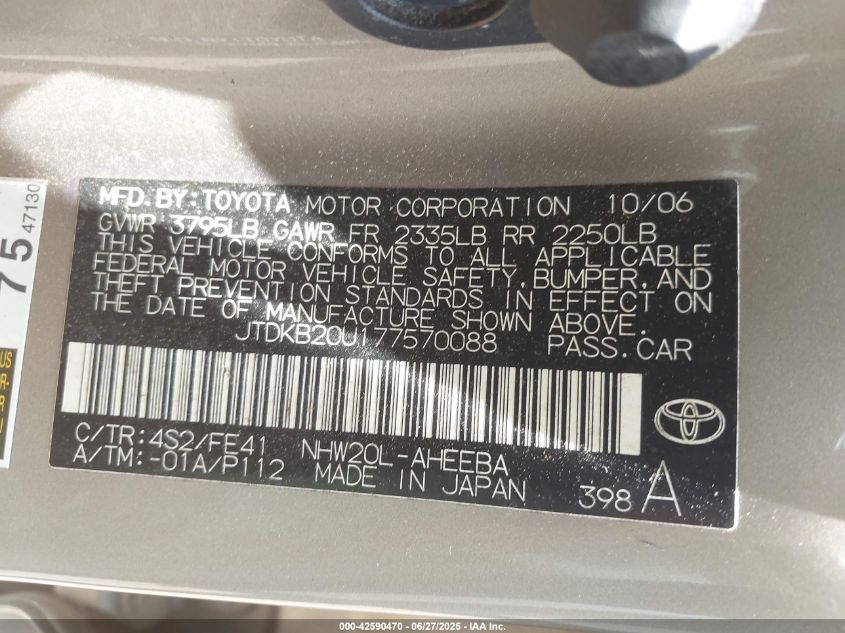 MFD. BY: TOYOTA MOTOR CORPORATION 10/06
GVWR 3795LB GAWR FR 2335LB RR 2250LB
THIS VEHICLE CONFORMS TO ALL APPLICABLE
FEDERAL MOTOR VEHICLE SAFETY, BUMPER, AND
THEFT PREVENTION STANDARDS IN EFFECT ON
THE DATE OF MANUFACTURE SHOWN ABOVE.
JTDKB20U177570088 PASS. CAR
C/TR: 4S2/FE41 NHW20L-AHEEBA
A/TM: -01A/P112 MADE IN JAPAN 398 A
75
47130
US
000-42590470 - 06/27/2025 - IAA Inc.